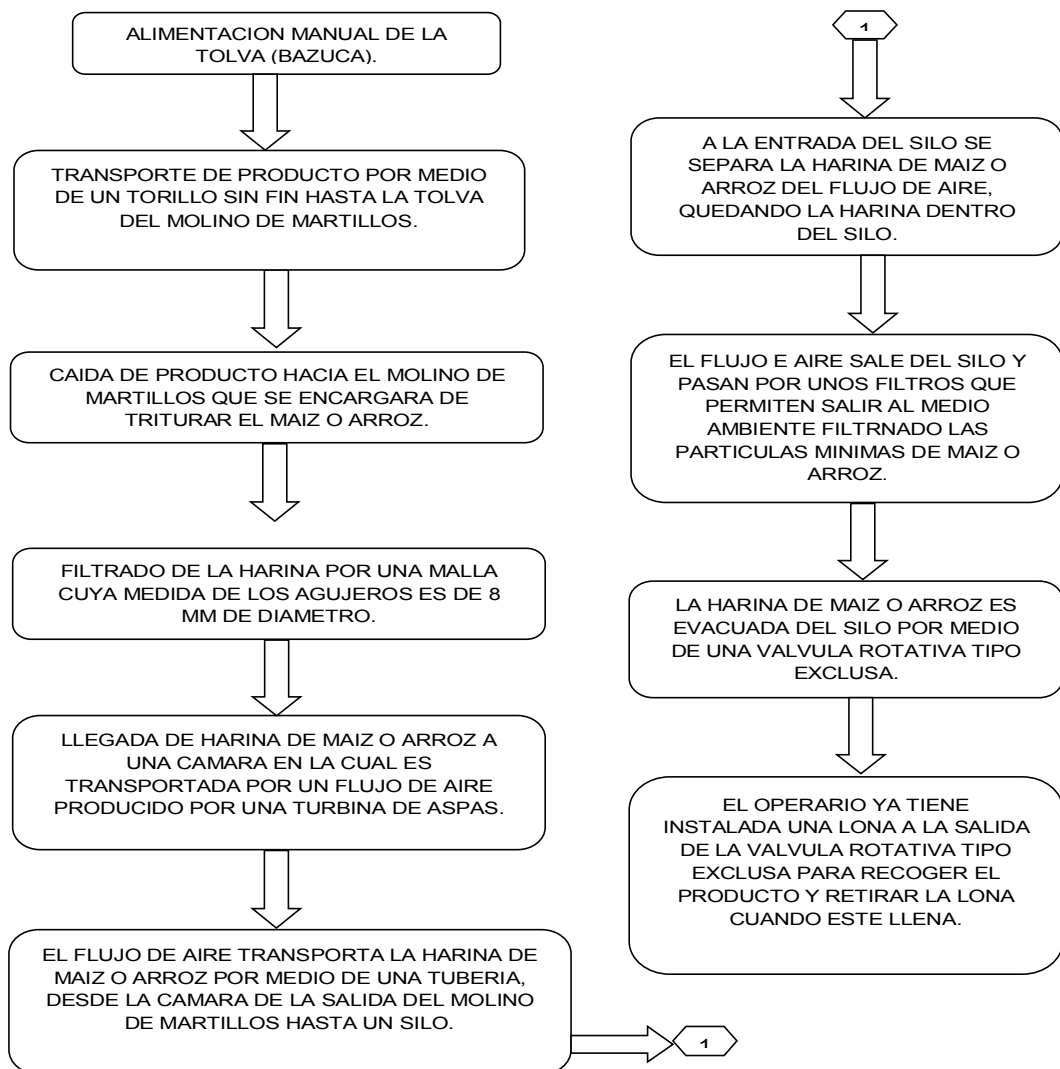 ALIMENTACION MANUAL DE LA
TOLVA (BAZUCA).
TRANSPORTE DE PRODUCTO POR MEDIO
DE UN TORILLO SIN FIN HASTA LA TOLVA
DEL MOLINO DE MARTILLOS.
CAIDA DE PRODUCTO HACIA EL MOLINO DE
MARTILLOS QUE SE ENCARGARA DE
TRITURAR EL MAIZ O ARROZ.
FILTRADO DE LA HARINA POR UNA MALLA
CUYA MEDIDA DE LOS AGUJEROS ES DE 8
MM DE DIAMETRO.
LLEGADA DE HARINA DE MAIZ O ARROZ A
UNA CAMARA EN LA CUAL ES
TRANSPORTADA POR UN FLUJO DE AIRE
PRODUCIDO POR UNA TURBINA DE ASPAS.
EL FLUJO DE AIRE TRANSPORTA LA HARINA DE
MAIZ O ARROZ POR MEDIO DE UNA TUBERIA,
DESDE LA CAMARA DE LA SALIDA DEL MOLINO
DE MARTILLOS HASTA UN SILO.
1
1
A LA ENTRADA DEL SILO SE
SEPARA LA HARINA DE MAIZ O
ARROZ DEL FLUJO DE AIRE,
QUEDANDO LA HARINA DENTRO
DEL SILO.
EL FLUJO E AIRE SALE DEL SILO Y
PASAN POR UNOS FILTROS QUE
PERMITEN SALIR AL MEDIO
AMBIENTE FILTRNADO LAS
PARTICULAS MINIMAS DE MAIZ O
ARROZ.
LA HARINA DE MAIZ O ARROZ ES
EVACUADA DEL SILO POR MEDIO
DE UNA VALVULA ROTATIVA TIPO
EXCLUSA.
EL OPERARIO YA TIENE
INSTALADA UNA LONA A LA SALIDA
DE LA VALVULA ROTATIVA TIPO
EXCLUSA PARA RECOGER EL
PRODUCTO Y RETIRAR LA LONA
CUANDO ESTE LLENA.